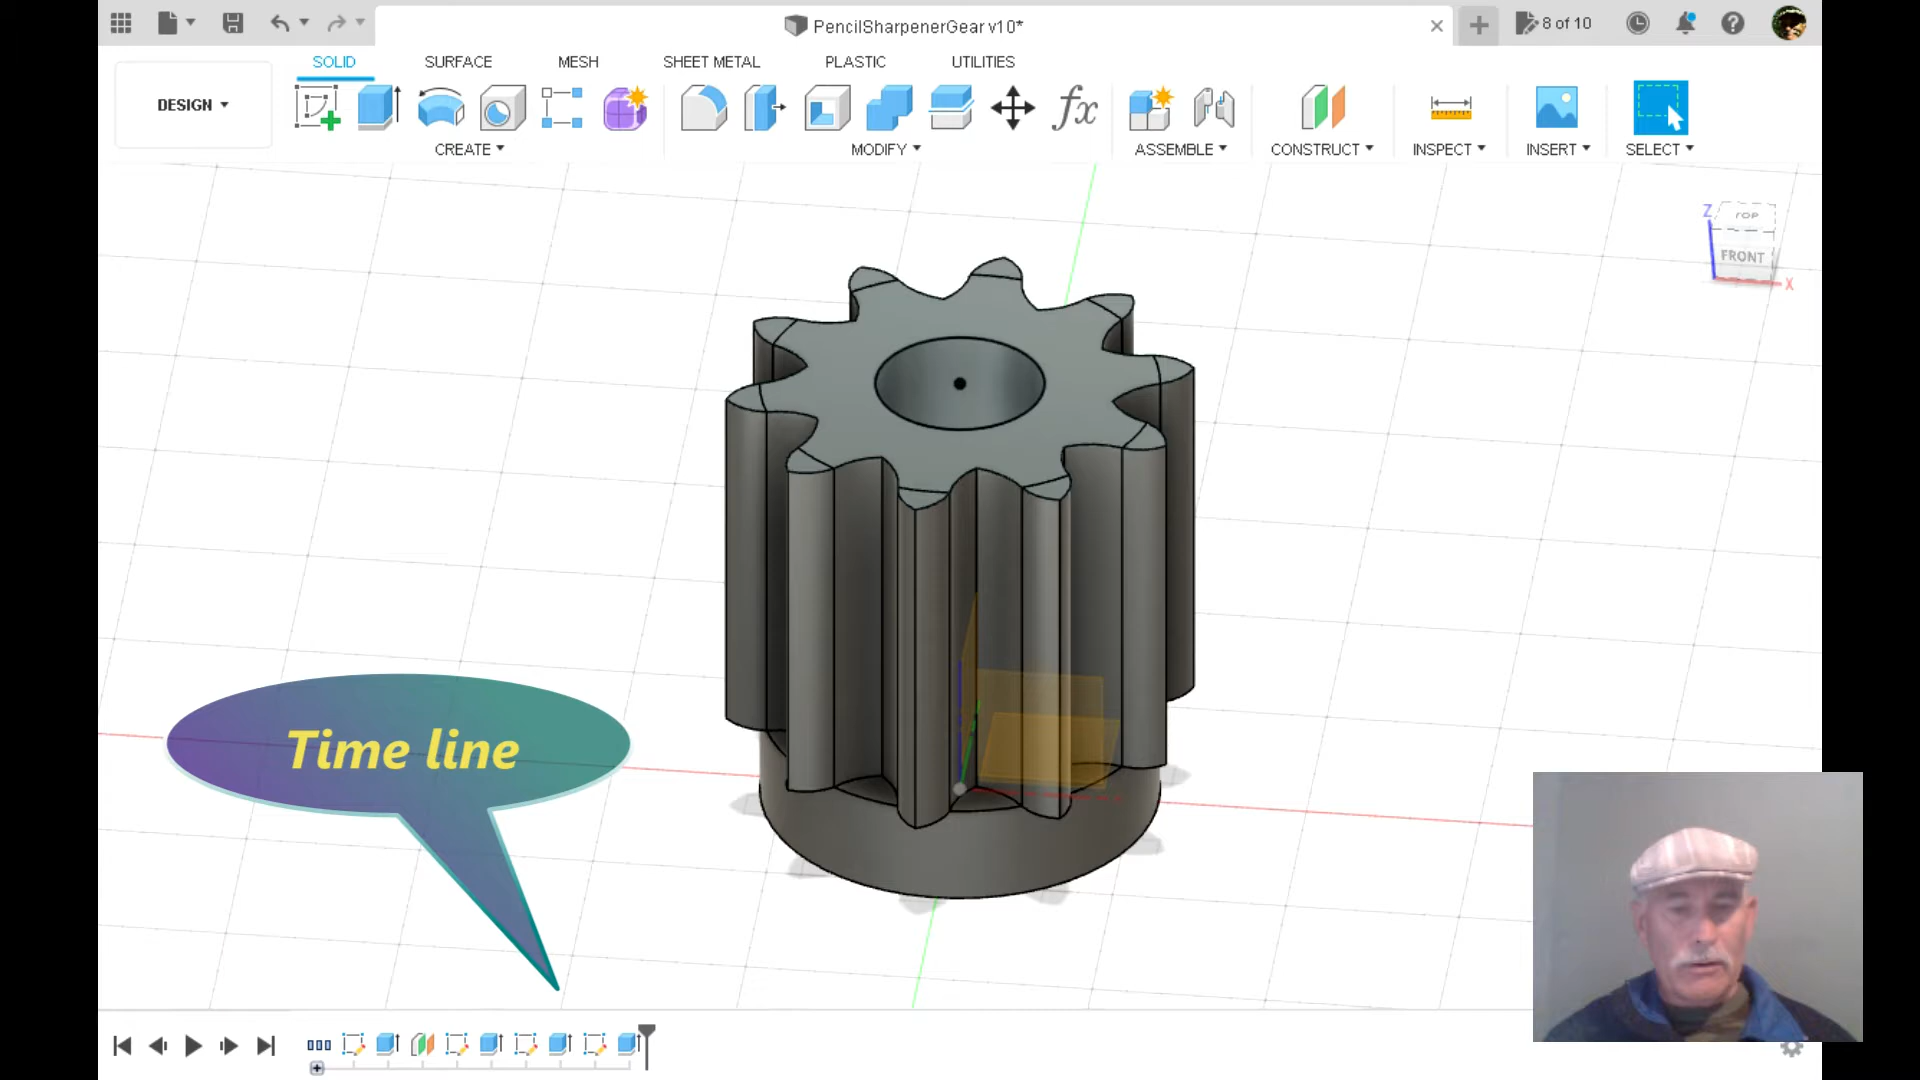 PencilSharpenerGear v10*
8 of 10
SOLID SURFACE MESH SHEET METAL PLASTIC UTILITIES
DESIGN
fx
CREATE MODIFY ASSEMBLE CONSTRUCT INSPECT INSERT SELECT
Z
TOP
FRONT
X
Time line